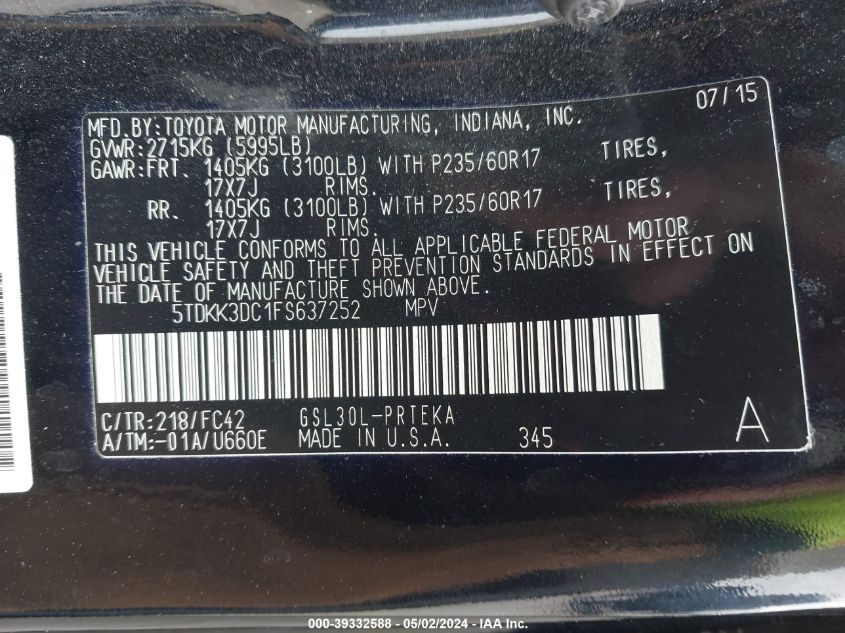 07/15
MFD.BY:TOYOTA MOTOR MANUFACTURING, INDIANA, INC.
GVWR:2715KG (5995LB)
GAWR:FRT. 1405KG (3100LB) WITH P235/60R17 TIRES,
17X7J RIMS.
RR. 1405KG (3100LB) WITH P235/60R17 TIRES,
17X7J RIMS.
THIS VEHICLE CONFORMS TO ALL APPLICABLE FEDERAL MOTOR
VEHICLE SAFETY AND THEFT PREVENTION STANDARDS IN EFFECT ON
THE DATE OF MANUFACTURE SHOWN ABOVE.
5TDKK3DC1FS637252 MPV
C/TR:218/FC42 GSL30L-PRTEKA
A/TM:-01A/U660E MADE IN U.S.A. 345 A
000-39332588 - 05/02/2024 - IAA Inc.